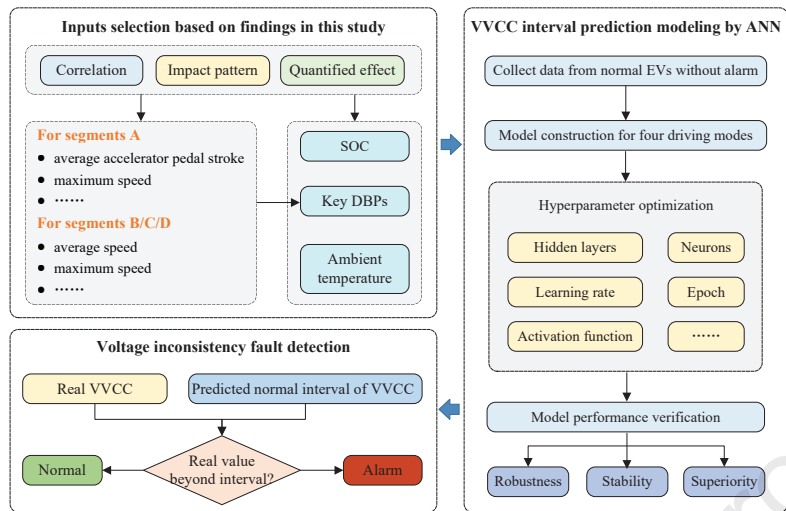 Inputs selection based on findings in this study
Correlation
Impact pattern
Quantified effect
For segments A
● average accelerator pedal stroke
● maximum speed
● ……
For segments B/C/D
● average speed
● maximum speed
● ……
SOC
Key DBPs
Ambient
temperature
VVCC interval prediction modeling by ANN
Collect data from normal EVs without alarm
Model construction for four driving modes
Hyperparameter optimization
Hidden layers
Neurons
Learning rate
Epoch
Activation function
……
Model performance verification
Robustness
Stability
Superiority
Voltage inconsistency fault detection
Real VVCC
Predicted normal interval of VVCC
Normal
Real value
beyond interval?
Alarm